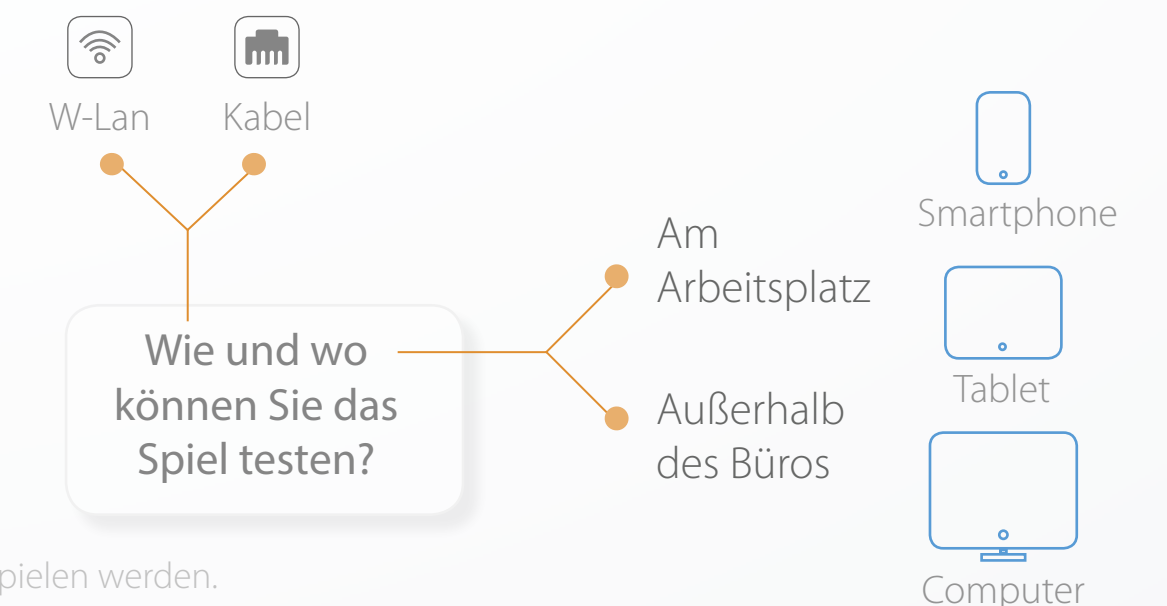 W-Lan
Kabel
Wie und wo
können Sie das
Spiel testen?
Am
Arbeitsplatz
Außerhalb
des Büros
Smartphone
Tablet
Computer
werden.